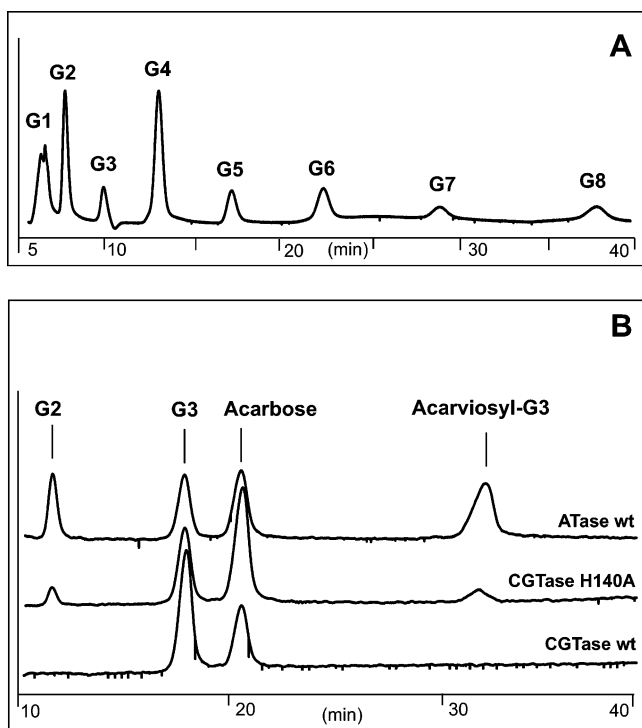 A
G1
G2
G3
G4
G5
G6
G7
G8
5 10 20 (min) 30 40
B
G2 G3 Acarbose Acarviosyl-G3
ATase wt
CGTase H140A
CGTase wt
10 20 (min) 30 40